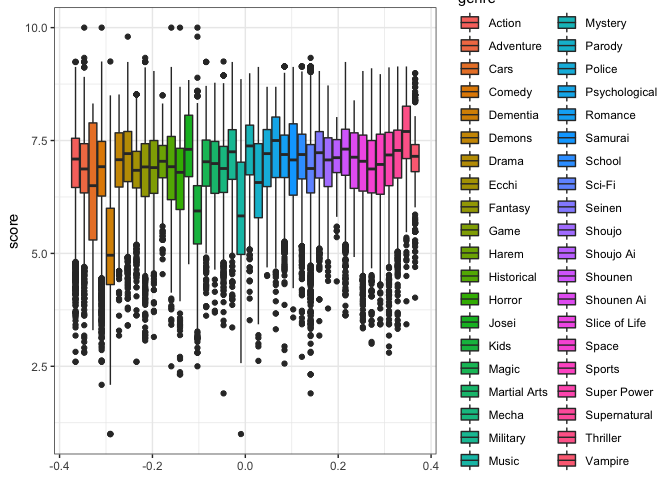 genre
10.0
7.5
5.0
2.5
score
-0.4
-0.2
0.0
0.2
0.4
Action
Adventure
Cars
Comedy
Dementia
Demons
Drama
Ecchi
Fantasy
Game
Harem
Historical
Horror
Josei
Kids
Magic
Martial Arts
Mecha
Military
Music
Mystery
Parody
Police
Psychological
Romance
Samurai
School
Sci-Fi
Seinen
Shoujo
Shoujo Ai
Shounen
Shounen Ai
Slice of Life
Space
Sports
Super Power
Supernatural
Thriller
Vampire